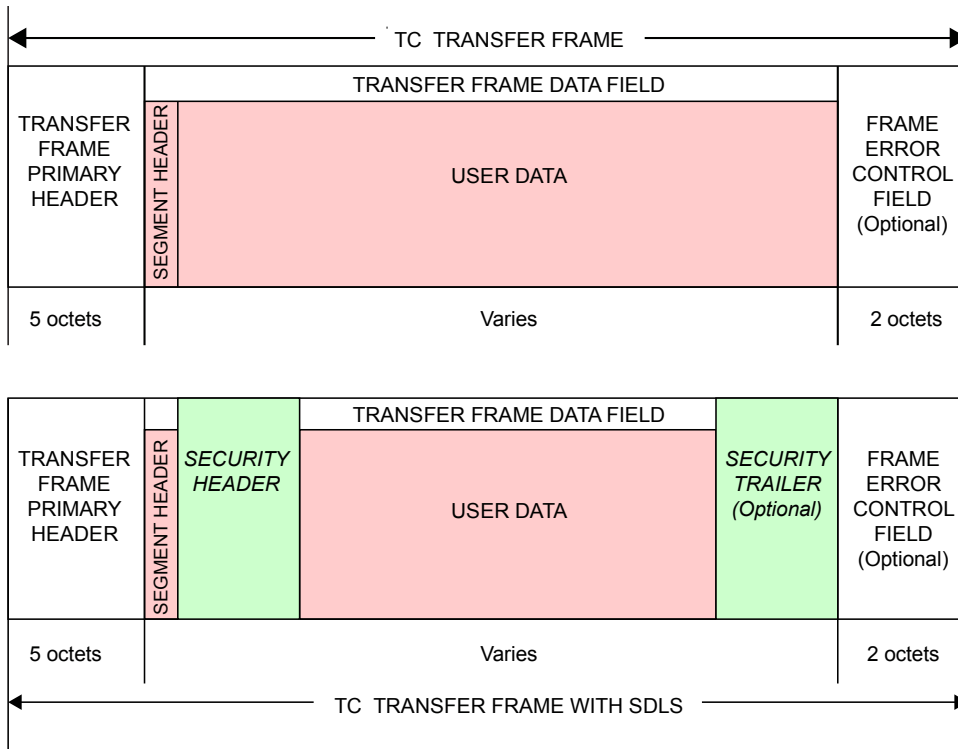 TC TRANSFER FRAME
TRANSFER FRAME DATA FIELD
TRANSFER
FRAME
PRIMARY
HEADER
SEGMENT HEADER
USER DATA
FRAME
ERROR
CONTROL
FIELD
(Optional)
5 octets
Varies
2 octets
TRANSFER FRAME DATA FIELD
TRANSFER
FRAME
PRIMARY
HEADER
SEGMENT HEADER
SECURITY
HEADER
USER DATA
SECURITY
TRAILER
(Optional)
FRAME
ERROR
CONTROL
FIELD
(Optional)
5 octets
Varies
2 octets
TC TRANSFER FRAME WITH SDLS